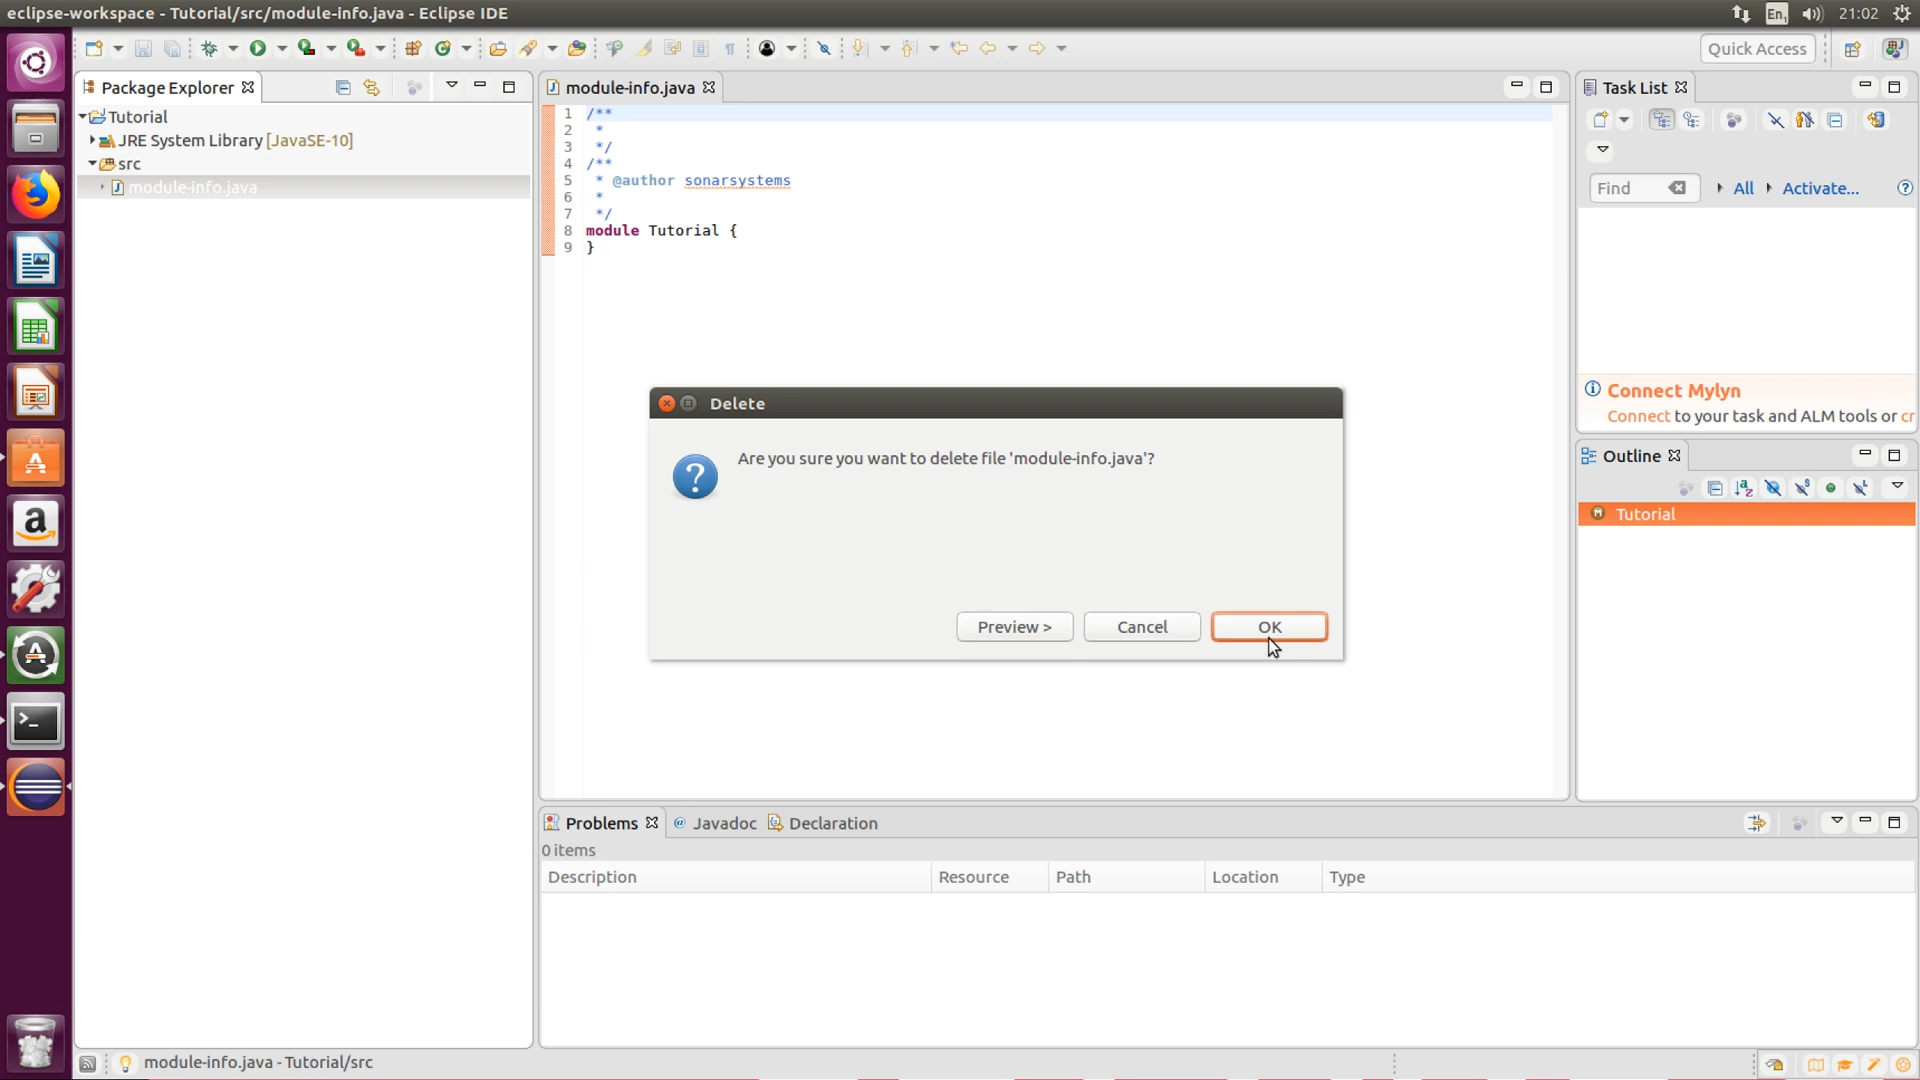 eclipse-workspace - Tutorial/src/module-info.java - Eclipse IDE
En1
21:02
Quick Access
Package Explorer
Tutorial
JRE System Library [JavaSE-10]
src
module-info.java
module-info.java
1 /**
2 *
3 */
4 /**
5 * @author sonarsystems
6 *
7 */
8 module Tutorial {
9 }
Delete
Are you sure you want to delete file 'module-info.java'?
Preview >
Cancel
OK
Task List
Find
All
Activate...
Connect Mylyn
Connect to your task and ALM tools or cr
Outline
Tutorial
Problems
Javadoc
Declaration
0 items
Description
Resource
Path
Location
Type
module-info.java - Tutorial/src